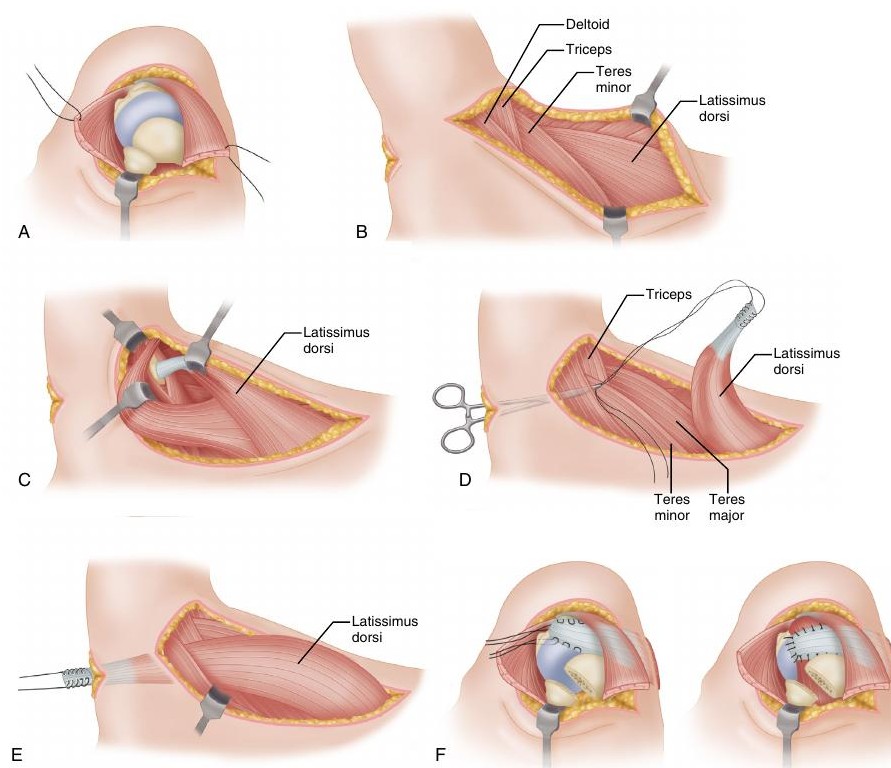 A
Deltoid
Triceps
Teres
minor
Latissimus
dorsi
B
Latissimus
dorsi
C
Triceps
Latissimus
dorsi
Teres
minor
Teres
major
D
Latissimus
dorsi
E
F